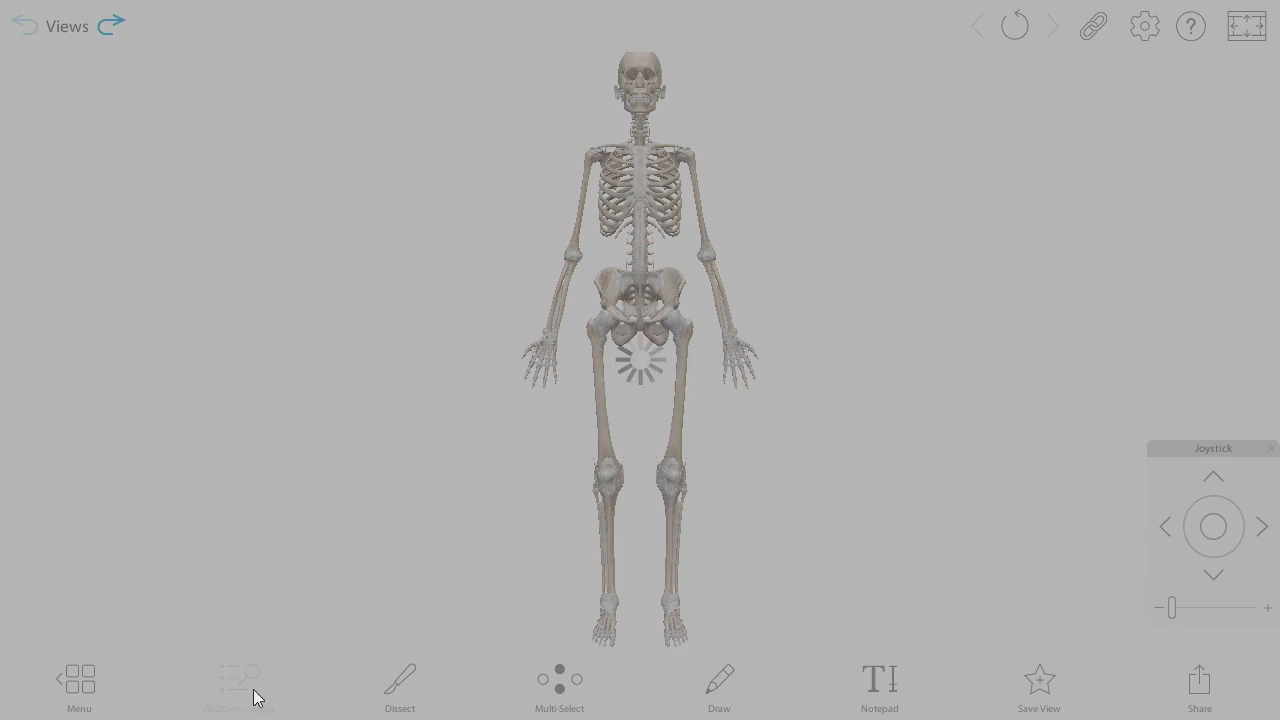 Views
Joystick
Menu
Dissect
Multi-Select
Draw
Notepad
Save View
Share